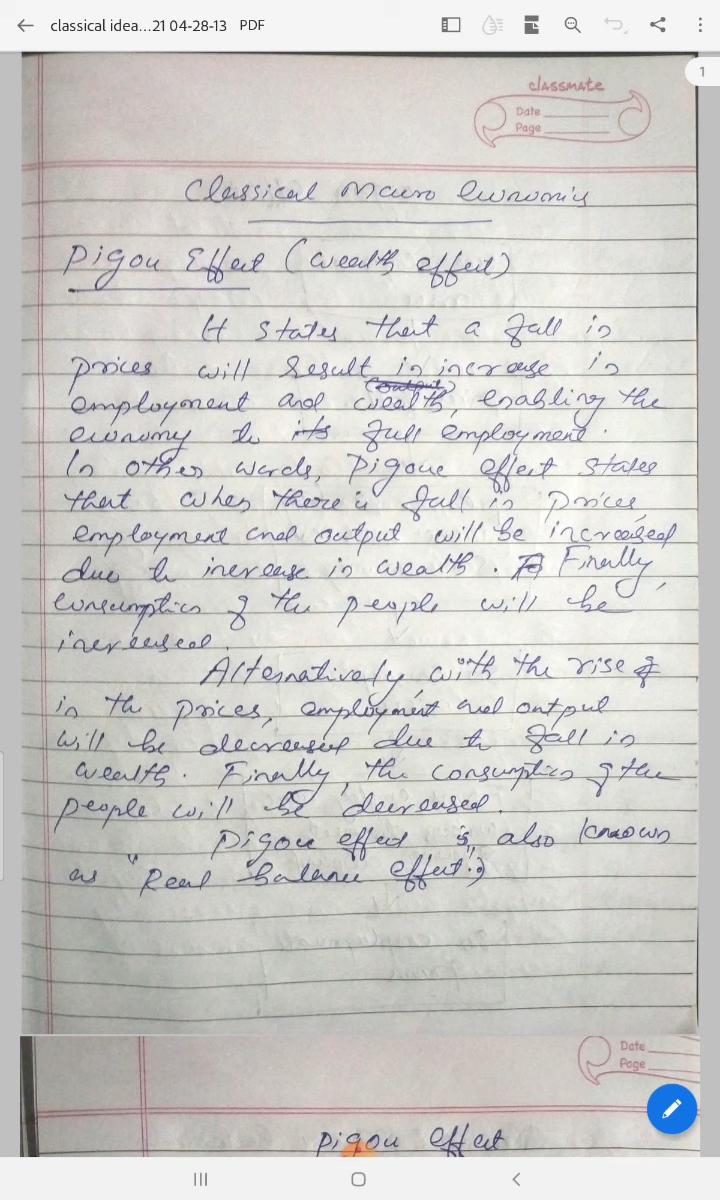 classical idea...21 04-28-13 PDF
1
classmate
Date
Page
Classical Macro Economics
Pigou Effect (wealth effect)
It states that a fall in
prices will result in increase in
(output)
employment and wealth, enabling the
economy to its full employment.
In other words, Pigou effect states
that when there is fall in prices,
employment and output will be increased
due to increase in wealth. Finally,
consumption of the people will be
increased.
Alternatively, with the rise of
in the prices, employment and output
will be decreased due to fall in
wealth. Finally, the consumption of the
people will be decreased.
Pigou effect is also known
as "Real balance effect".
Date
Page
Pigou effect